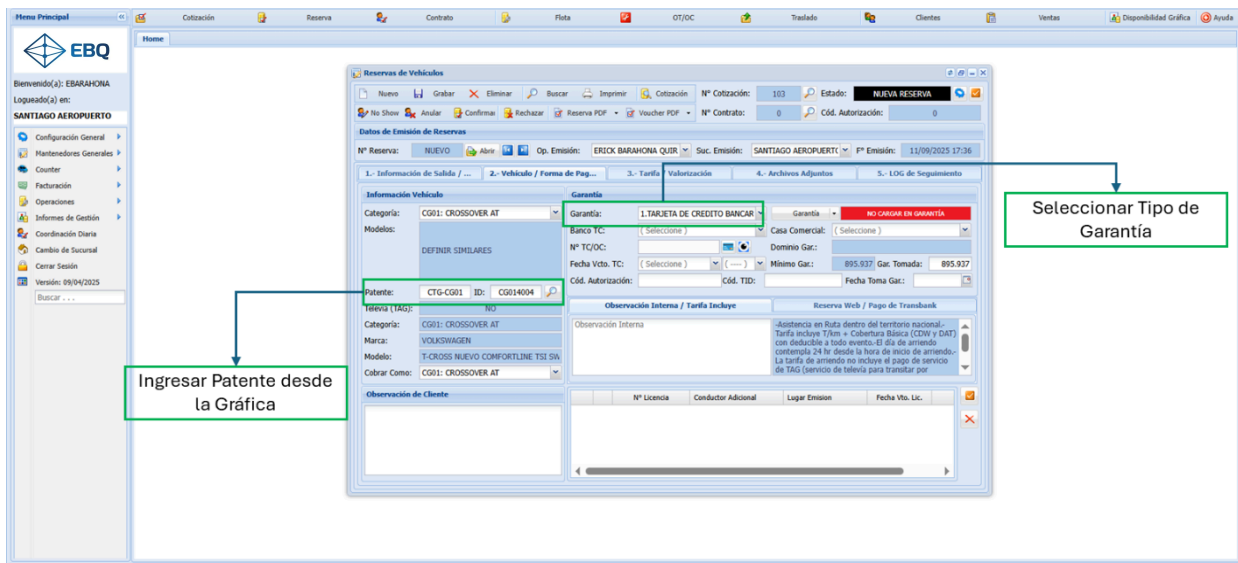 Menu Principal
Cotización
Reserva
Contrato
Flota
OT/OC
Traslado
Clientes
Ventas
Disponibilidad Gráfica
Ayuda
EBQ
Bienvenido(a): EBARAHONA
Logueado(a) en:
SANTIAGO AEROPUERTO
Configuración General
Mantenedores Generales
Counter
Facturación
Operaciones
Informes de Gestión
Coordinación Diaria
Cambio de Sucursal
Cerrar Sesión
Versión: 09/04/2025
Buscar . . .
Home
Reservas de Vehículos
Nuevo Grabar Eliminar Buscar Imprimir Cotización Nº Cotización: 103 Estado: NUEVA RESERVA
No Show Anular Confirmar Rechazar Reserva PDF Voucher PDF Nº Contrato: 0 Cód. Autorización: 0
Datos de Emisión de Reservas
Nº Reserva: NUEVO Abrir Op. Emisión: ERICK BARAHONA QUIR Suc. Emisión: SANTIAGO AEROPUERTO Fº Emisión: 11/09/2025 17:36
1.- Información de Salida / ... 2.- Vehículo / Forma de Pag... 3.- Tarifa / Valorización 4.- Archivos Adjuntos 5.- LOG de Seguimiento
Información Vehículo
Categoría: CG01: CROSSOVER AT
Modelos:
DEFINIR SIMILARES
Patente: CTG-CG01 ID: CG014004
Televía (TAG): NO
Categoría: CG01: CROSSOVER AT
Marca: VOLKSWAGEN
Modelo: T-CROSS NUEVO COMFORTLINE TSI SW
Cobrar Como: CG01: CROSSOVER AT
Observación de Cliente
Garantía
Garantía: 1.TARJETA DE CREDITO BANCAR Garantía NO CARGAR EN GARANTÍA
Banco TC: ( Seleccione ) Casa Comercial: ( Seleccione )
Nº TC/OC: Dominio Gar.:
Fecha Vcto. TC: ( Seleccione ) ( ---- ) Mínimo Gar.: 895.937 Gar. Tomada: 895.937
Cód. Autorización: Cód. TID: Fecha Toma Gar.:
Observación Interna / Tarifa Incluye Reserva Web / Pago de Transbank
Observación Interna
-Asistencia en Ruta dentro del territorio nacional.-
Tarifa incluye T/km + Cobertura Básica (CDW y DAT)
con deducible a todo evento.-El día de arriendo
contempla 24 hr desde la hora de inicio de arriendo.-
La tarifa de arriendo no incluye el pago de servicio
de TAG (servicio de televía para transitar por
Nº Licencia Conductor Adicional Lugar Emision Fecha Vto. Lic.
Ingresar Patente desde
la Gráfica
Seleccionar Tipo de
Garantía